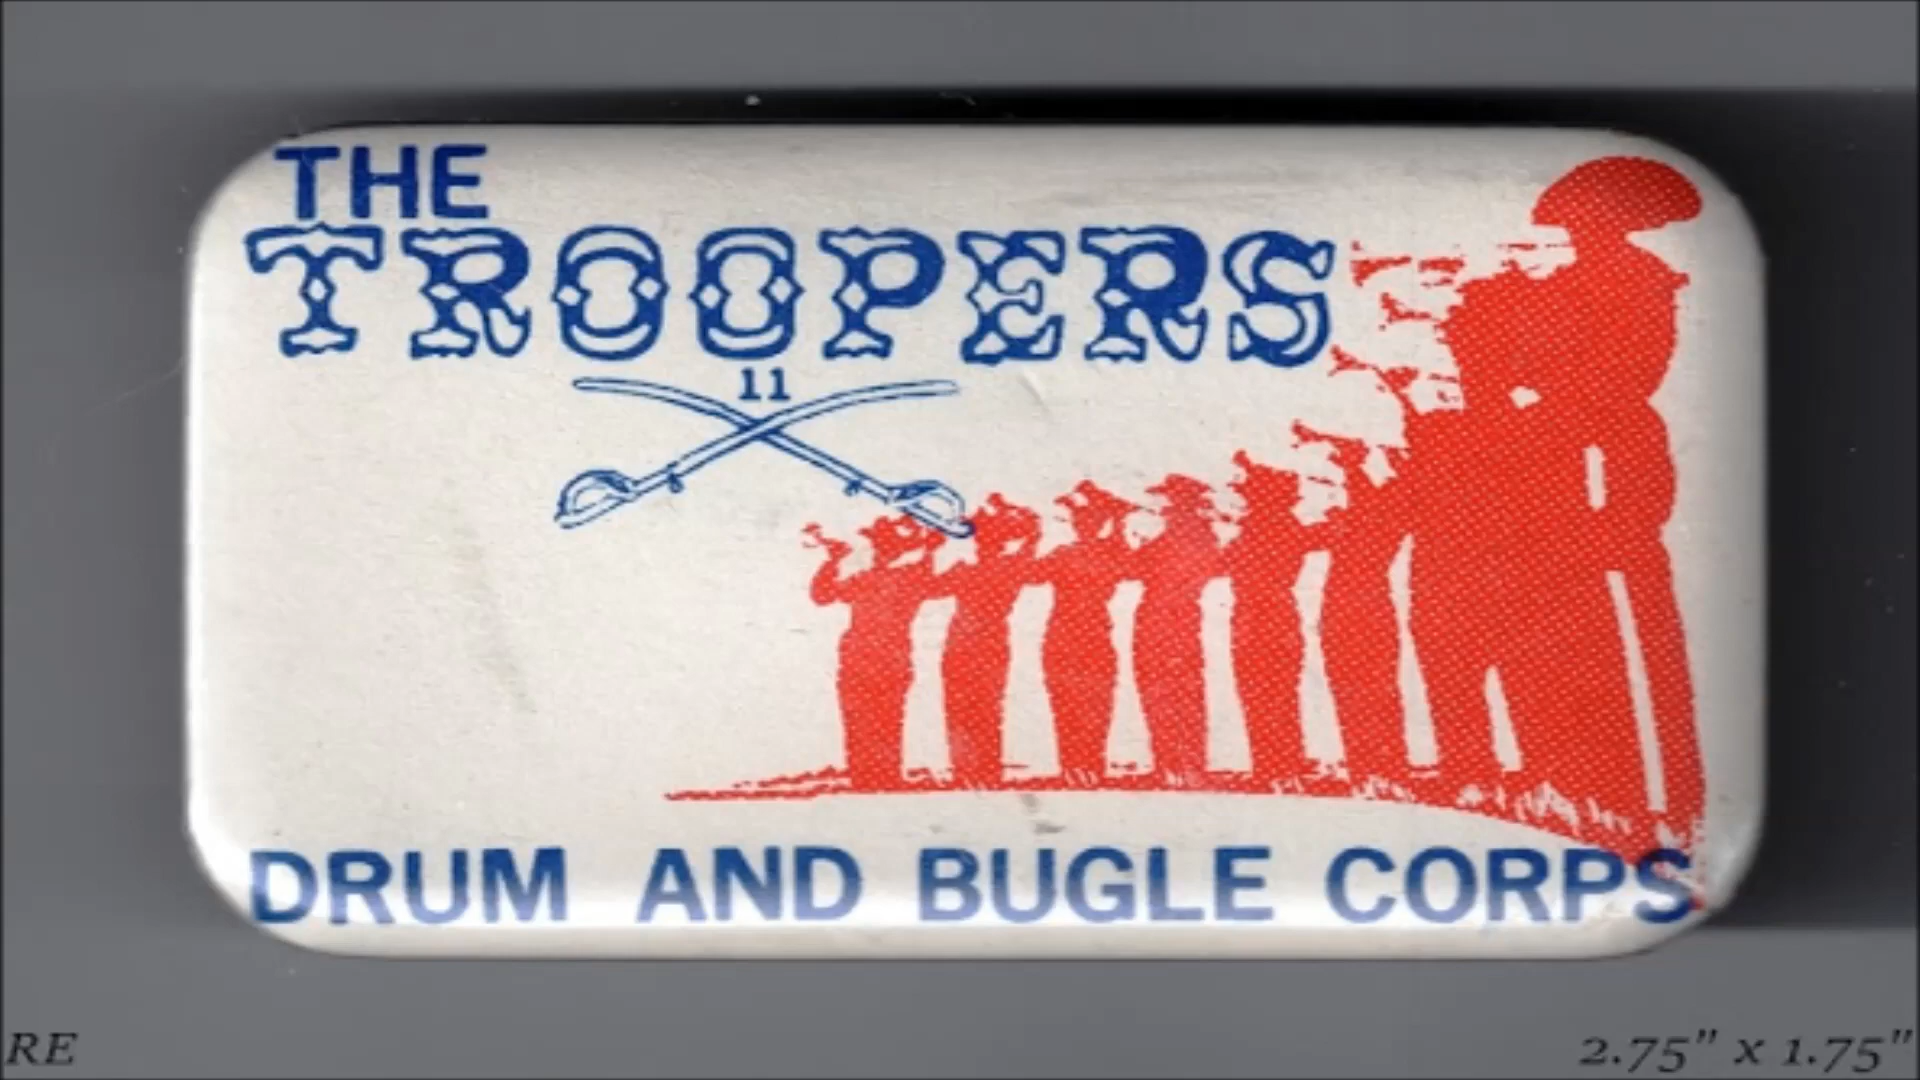 THE
TROOPERS
11
DRUM AND BUGLE CORPS
RE
2.75" x 1.75"